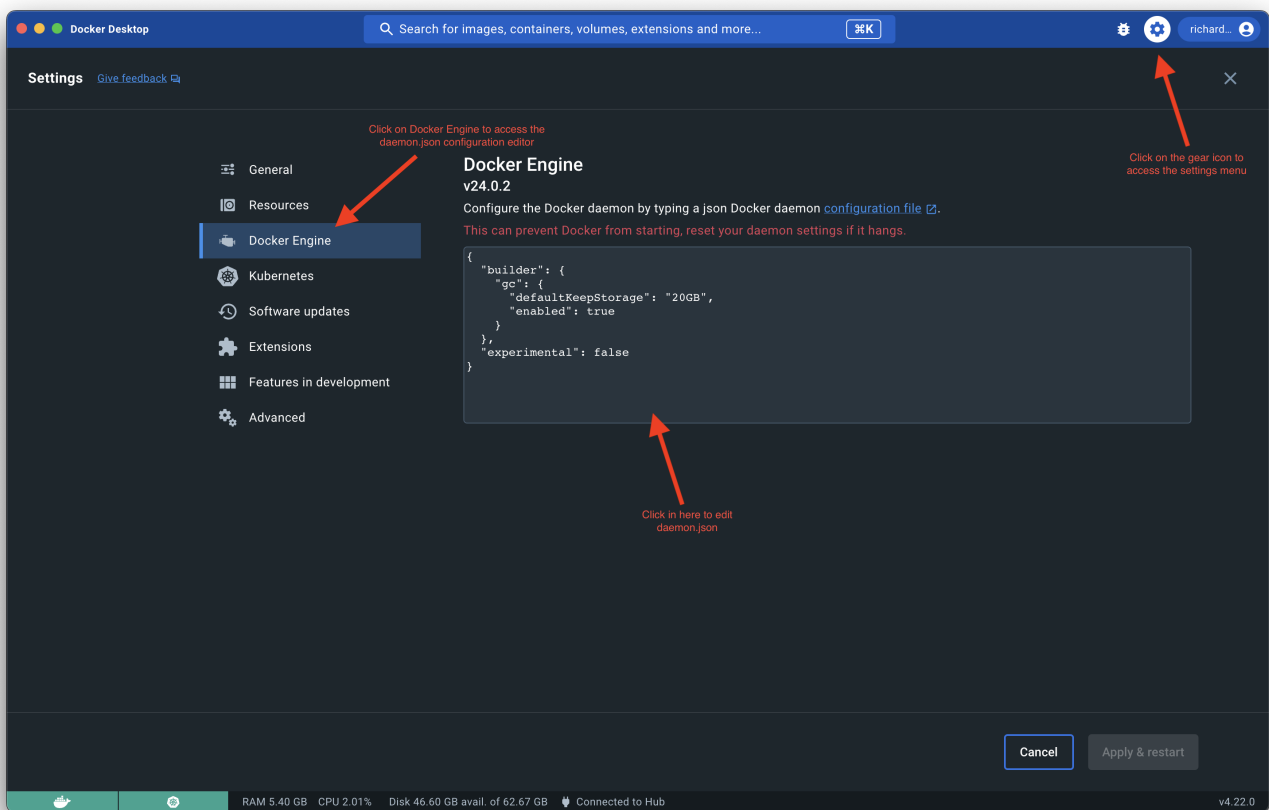 Docker Desktop
Search for images, containers, volumes, extensions and more...
⌘K
richard...
Settings
Give feedback
Click on Docker Engine to access the
daemon.json configuration editor
Click on the gear icon to
access the settings menu
General
Resources
Docker Engine
Kubernetes
Software updates
Extensions
Features in development
Advanced
Docker Engine
v24.0.2
Configure the Docker daemon by typing a json Docker daemon configuration file.
This can prevent Docker from starting, reset your daemon settings if it hangs.
{
  "builder": {
    "gc": {
      "defaultKeepStorage": "20GB",
      "enabled": true
    }
  },
  "experimental": false
}
Click in here to edit
daemon.json
Cancel
Apply & restart
RAM 5.40 GB CPU 2.01% Disk 46.60 GB avail. of 62.67 GB Connected to Hub
v4.22.0